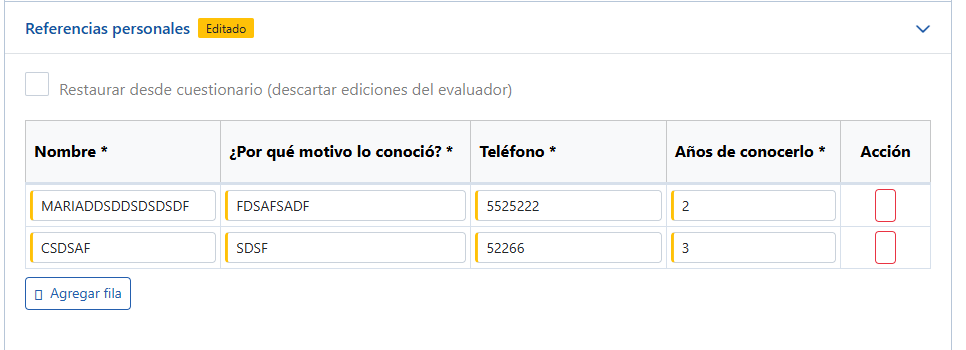 Referencias personales Editado
Restaurar desde cuestionario (descartar ediciones del evaluador)
Nombre * ¿Por qué motivo lo conoció? * Teléfono * Años de conocerlo * Acción
MARIADDSDDSDSDSDF FDSAFSADF 5525222 2
CSDSAF SDSF 52266 3
Agregar fila